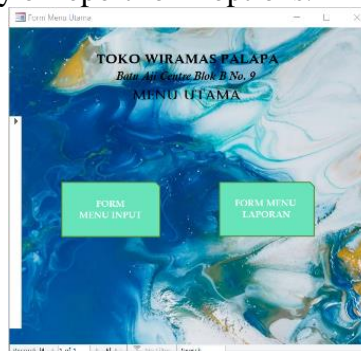 Form Menu Utama
TOKO WIRAMAS PALAPA
Batu Aji Centre Blok B No. 9
MENU UTAMA
FORM
MENU INPUT
FORM MENU
LAPORAN